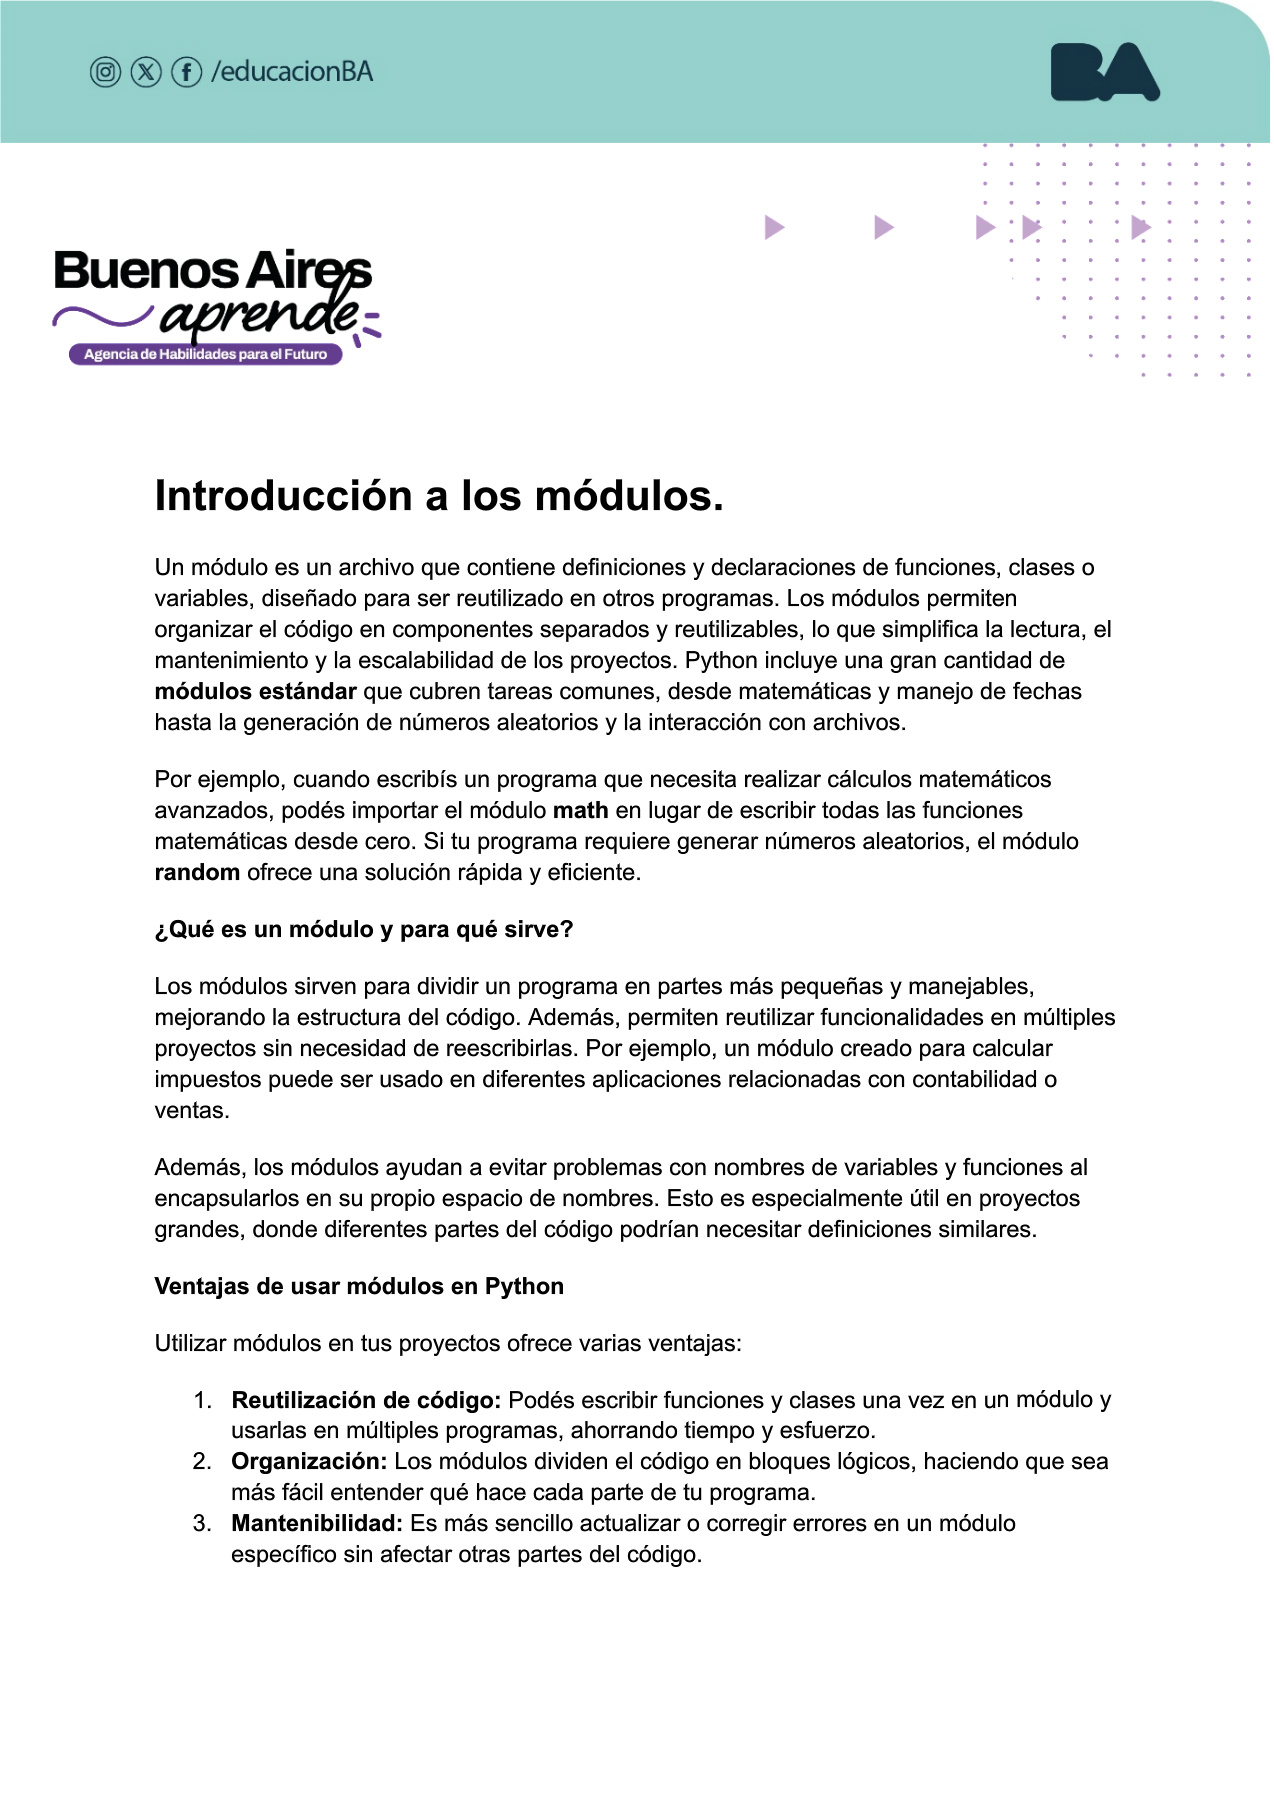 /educacionBA
BA
Buenos Aires
aprende
Agencia de Habilidades para el Futuro
Introducción a los módulos.
Un módulo es un archivo que contiene definiciones y declaraciones de funciones, clases o
variables, diseñado para ser reutilizado en otros programas. Los módulos permiten
organizar el código en componentes separados y reutilizables, lo que simplifica la lectura, el
mantenimiento y la escalabilidad de los proyectos. Python incluye una gran cantidad de
módulos estándar que cubren tareas comunes, desde matemáticas y manejo de fechas
hasta la generación de números aleatorios y la interacción con archivos.
Por ejemplo, cuando escribís un programa que necesita realizar cálculos matemáticos
avanzados, podés importar el módulo math en lugar de escribir todas las funciones
matemáticas desde cero. Si tu programa requiere generar números aleatorios, el módulo
random ofrece una solución rápida y eficiente.
¿Qué es un módulo y para qué sirve?
Los módulos sirven para dividir un programa en partes más pequeñas y manejables,
mejorando la estructura del código. Además, permiten reutilizar funcionalidades en múltiples
proyectos sin necesidad de reescribirlas. Por ejemplo, un módulo creado para calcular
impuestos puede ser usado en diferentes aplicaciones relacionadas con contabilidad o
ventas.
Además, los módulos ayudan a evitar problemas con nombres de variables y funciones al
encapsularlos en su propio espacio de nombres. Esto es especialmente útil en proyectos
grandes, donde diferentes partes del código podrían necesitar definiciones similares.
Ventajas de usar módulos en Python
Utilizar módulos en tus proyectos ofrece varias ventajas:
1. Reutilización de código: Podés escribir funciones y clases una vez en un módulo y
usarlas en múltiples programas, ahorrando tiempo y esfuerzo.
2. Organización: Los módulos dividen el código en bloques lógicos, haciendo que sea
más fácil entender qué hace cada parte de tu programa.
3. Mantenibilidad: Es más sencillo actualizar o corregir errores en un módulo
específico sin afectar otras partes del código.